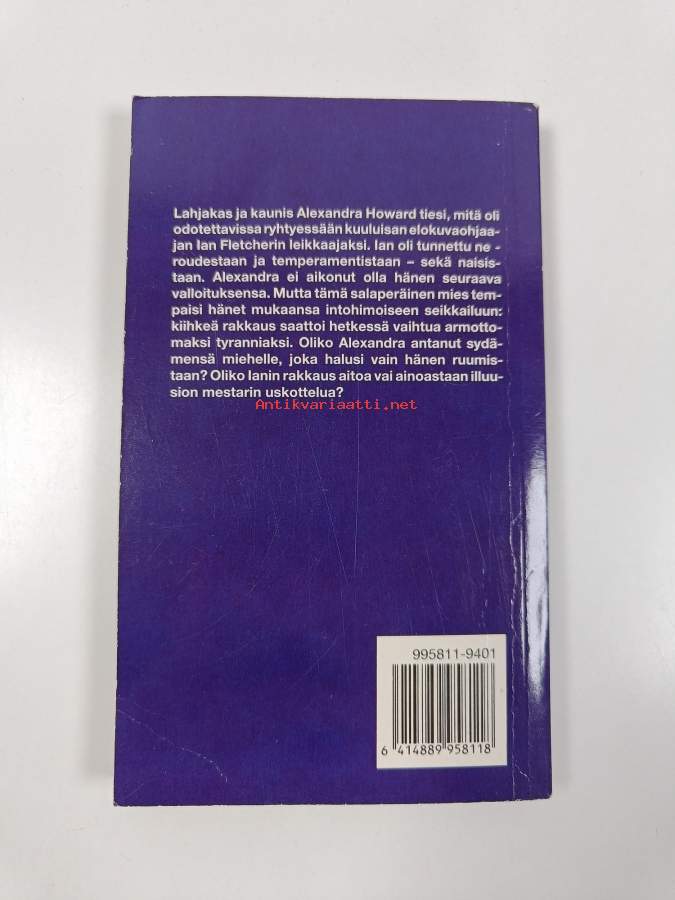 Lahjakas ja kaunis Alexandra Howard tiesi, mitä oli
odotettavissa ryhtyessään kuuluisan elokuvaohjaa-
jan Ian Fletcherin leikkaajaksi. Ian oli tunnettu ne -
roudestaan ja temperamentistaan – sekä naisis-
taan. Alexandra ei aikonut olla hänen seuraava
valloituksensa. Mutta tämä salaperäinen mies tem-
paisi hänet mukaansa intohimoiseen seikkailuun:
kiihkeä rakkaus saattoi hetkessä vaihtua armotto-
maksi tyranniaksi. Oliko Alexandra antanut sydä-
mensä miehelle, joka halusi vain hänen ruumis-
taan? Oliko Ianin rakkaus aitoa vai ainoastaan illuu-
sion mestarin uskottelua?
Antikvariaatti.net
995811-9401
6 414889 958118